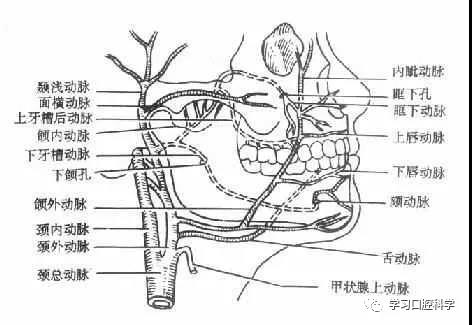 颞浅动脉
面横动脉
上牙槽后动脉
颌内动脉
下牙槽动脉
下颌孔
颌外动脉
颈内动脉
颈外动脉
颈总动脉
内眦动脉
眶下孔
眶下动脉
上唇动脉
下唇动脉
颏动脉
舌动脉
甲状腺上动脉
学习口腔科学